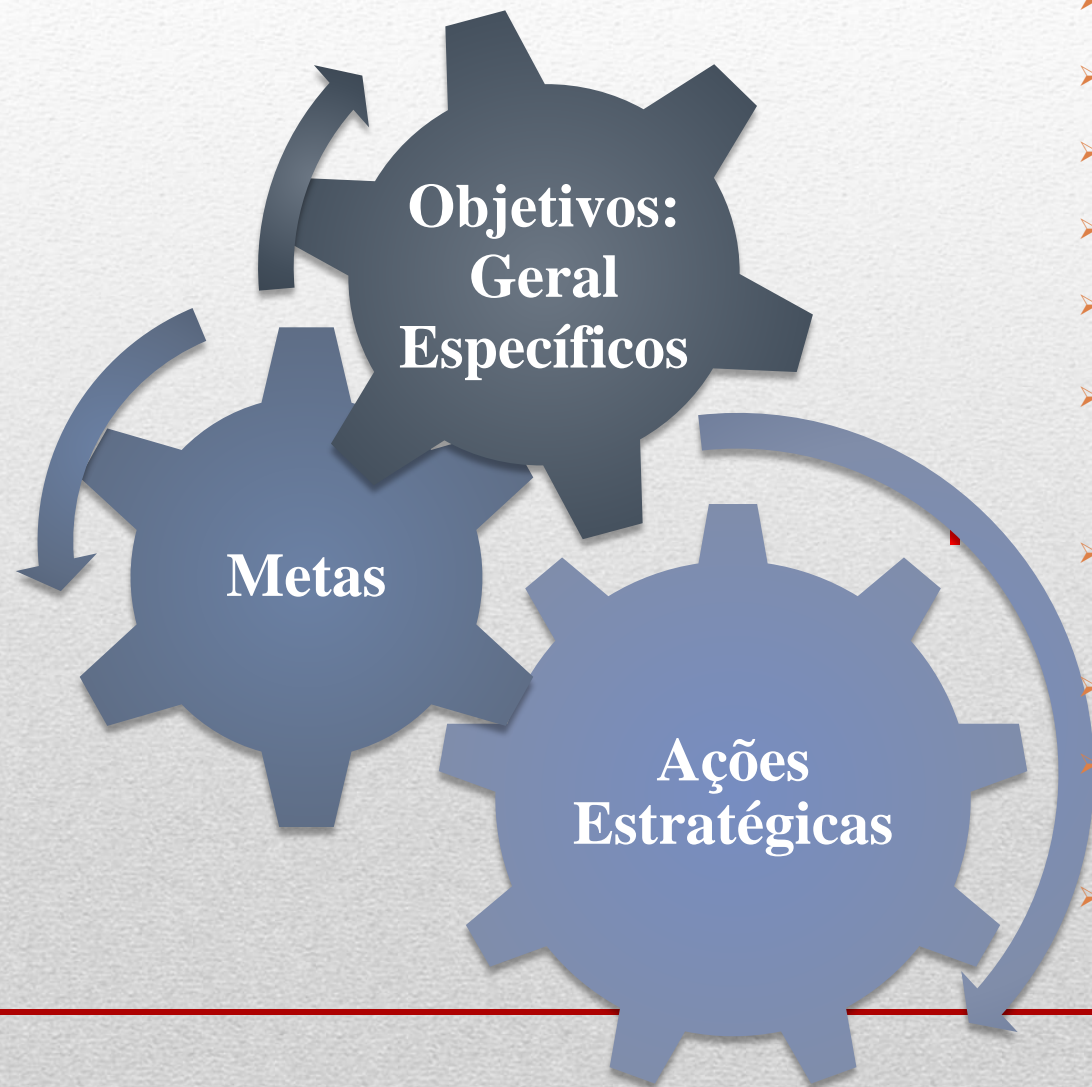 Objetivos:
Geral
Específicos
Metas
Ações
Estratégicas